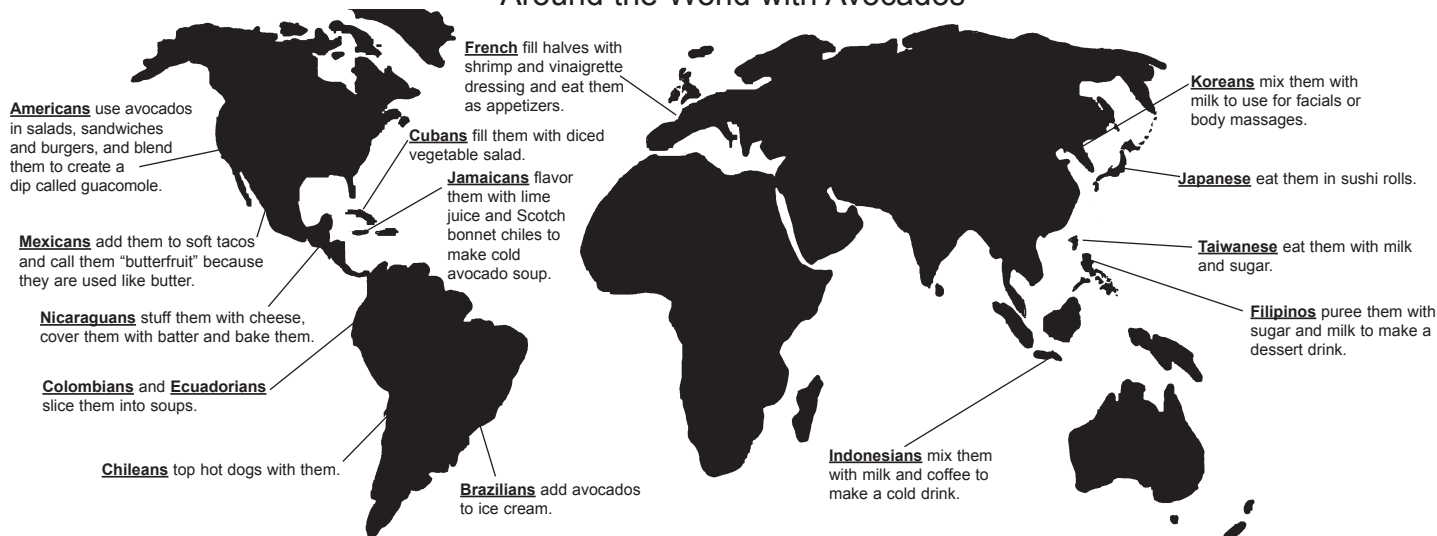 Around the World with Avocados
French fill halves with
shrimp and vinaigrette
dressing and eat them
as appetizers.
Koreans mix them with
milk to use for facials or
body massages.
Americans use avocados
in salads, sandwiches
and burgers, and blend
them to create a
dip called guacomole.
Cubans fill them with diced
vegetable salad.
Jamaicans flavor
them with lime
juice and Scotch
bonnet chiles to
make cold
avocado soup.
Japanese eat them in sushi rolls.
Mexicans add them to soft tacos
and call them “butterfruit” because
they are used like butter.
Taiwanese eat them with milk
and sugar.
Nicaraguans stuff them with cheese,
cover them with batter and bake them.
Filipinos puree them with
sugar and milk to make a
dessert drink.
Colombians and Ecuadorians
slice them into soups.
Chileans top hot dogs with them.
Indonesians mix them
with milk and coffee to
make a cold drink.
Brazilians add avocados
to ice cream.